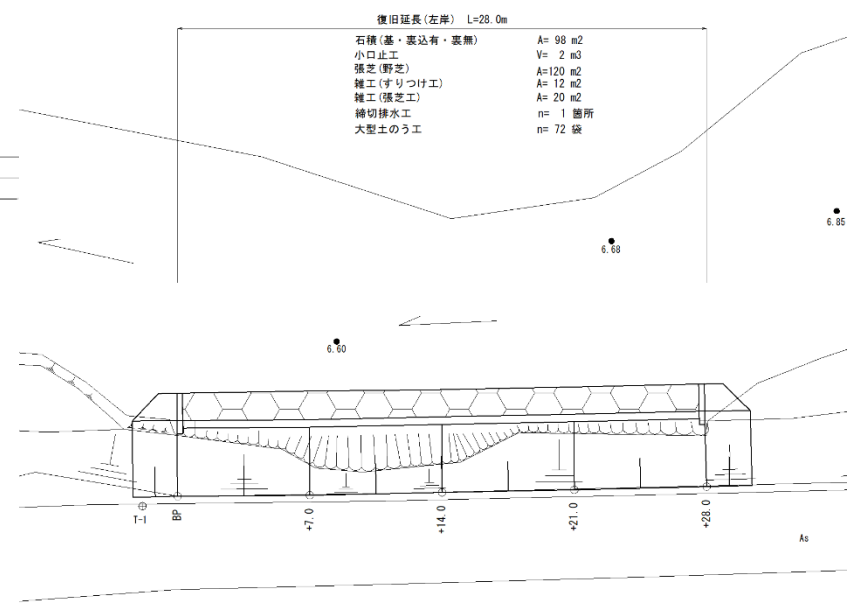 復旧延長(左岸) L=28.0m
石積(基・裏込有・裏無) A= 98 m2
小口止工 V= 2 m3
張芝(野芝) A=120 m2
雑工(すりつけ工) A= 12 m2
雑工(張芝工) A= 20 m2
締切排水工 n= 1 箇所
大型土のう工 n= 72 袋
6.85
6.68
6.60
T-1
BP
+7.0
+14.0
+21.0
+28.0
As